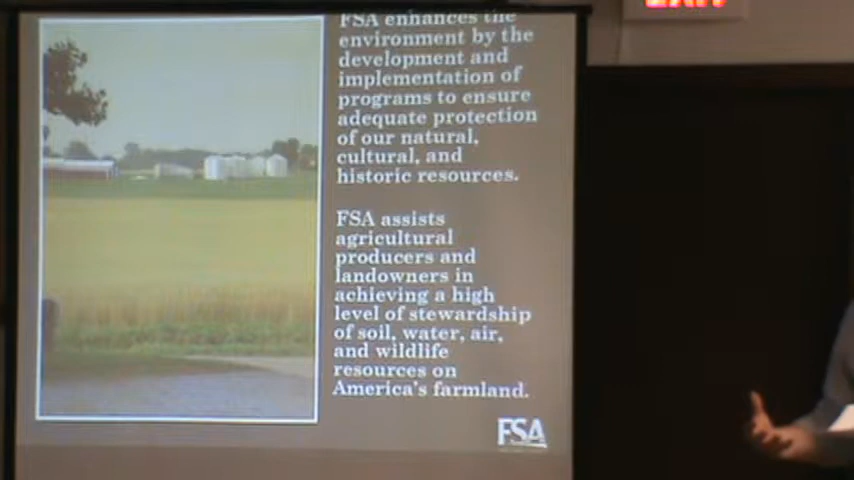 EXIT
FSA enhances the
environment by the
development and
implementation of
programs to ensure
adequate protection
of our natural,
cultural, and
historic resources.
FSA assists
agricultural
producers and
landowners in
achieving a high
level of stewardship
of soil, water, air,
and wildlife
resources on
America's farmland.
FSA